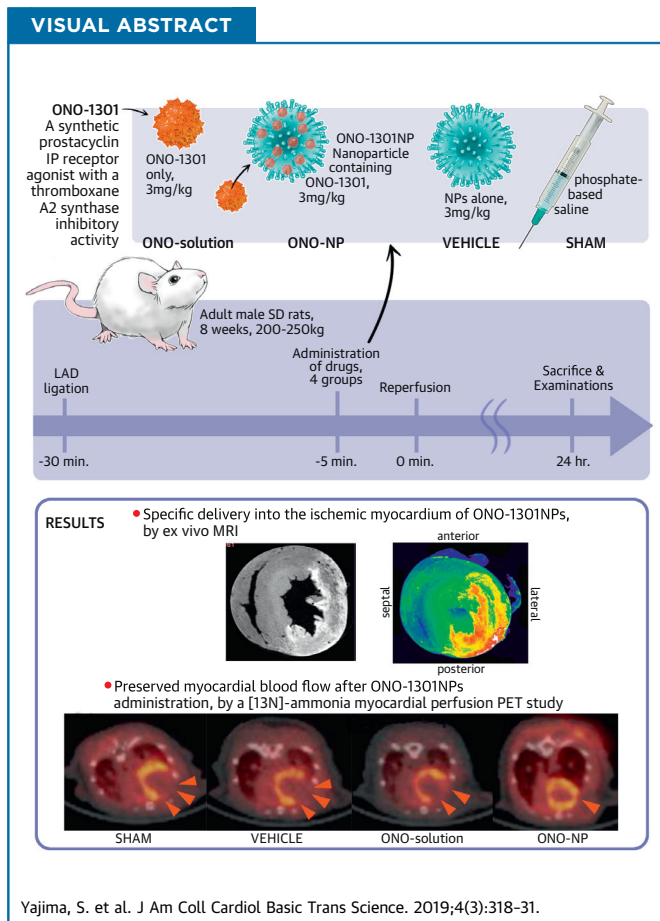 VISUAL ABSTRACT
ONO-1301
A synthetic
prostacyclin
IP receptor
agonist with a
thromboxane
A2 synthase
inhibitory
activity
ONO-1301
only,
3mg/kg
ONO-solution
ONO-1301NP
Nanoparticle
containing
ONO-1301,
3mg/kg
ONO-NP
NPs alone,
3mg/kg
VEHICLE
phosphate-
based
saline
SHAM
Adult male SD rats,
8 weeks, 200-250kg
LAD
ligation
Administration
of drugs,
4 groups
Reperfusion
Sacrifice &
Examinations
-30 min.
-5 min.
0 min.
24 hr.
RESULTS
• Specific delivery into the ischemic myocardium of ONO-1301NPs,
by ex vivo MRI
anterior
septal
lateral
posterior
• Preserved myocardial blood flow after ONO-1301NPs
administration, by a [13N]-ammonia myocardial perfusion PET study
SHAM
VEHICLE
ONO-solution
ONO-NP
Yajima, S. et al. J Am Coll Cardiol Basic Trans Science. 2019;4(3):318-31.